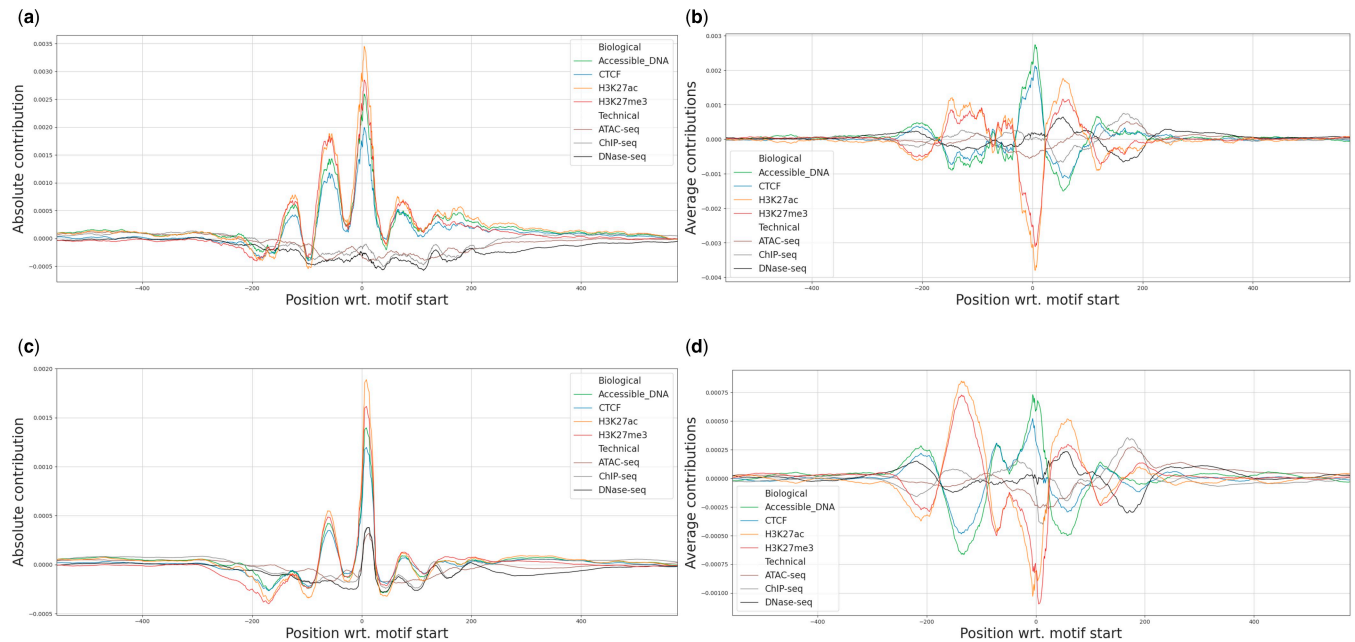 (a)
Absolute contribution
0.0035
0.0030
0.0025
0.0020
0.0015
0.0010
0.0005
0.0000
−0.0005
−400
−200
0
200
400
Position wrt. motif start
Biological
Accessible_DNA
CTCF
H3K27ac
H3K27me3
Technical
ATAC-seq
ChIP-seq
DNase-seq
(b)
Average contributions
0.003
0.002
0.001
0.000
−0.001
−0.002
−0.003
−0.004
−400
−200
0
200
400
Position wrt. motif start
Biological
Accessible_DNA
CTCF
H3K27ac
H3K27me3
Technical
ATAC-seq
ChIP-seq
DNase-seq
(c)
Absolute contribution
0.0020
0.0015
0.0010
0.0005
0.0000
−0.0005
−400
−200
0
200
400
Position wrt. motif start
Biological
Accessible_DNA
CTCF
H3K27ac
H3K27me3
Technical
ATAC-seq
ChIP-seq
DNase-seq
(d)
Average contributions
0.00075
0.00050
0.00025
0.00000
−0.00025
−0.00050
−0.00075
−0.00100
−400
−200
0
200
400
Position wrt. motif start
Biological
Accessible_DNA
CTCF
H3K27ac
H3K27me3
Technical
ATAC-seq
ChIP-seq
DNase-seq